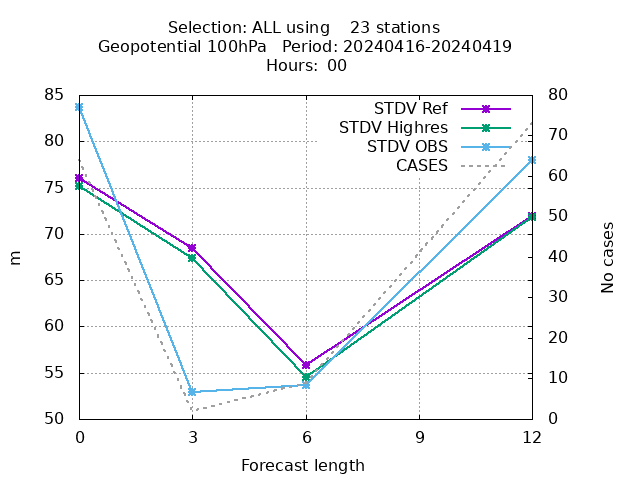 Selection: ALL using    23 stations
Geopotential 100hPa   Period: 20240416-20240419
Hours: 00
STDV Ref
STDV Highres
STDV OBS
CASES
85
80
75
70
65
60
55
50
m
80
70
60
50
40
30
20
10
0
No cases
0 3 6 9 12
Forecast length